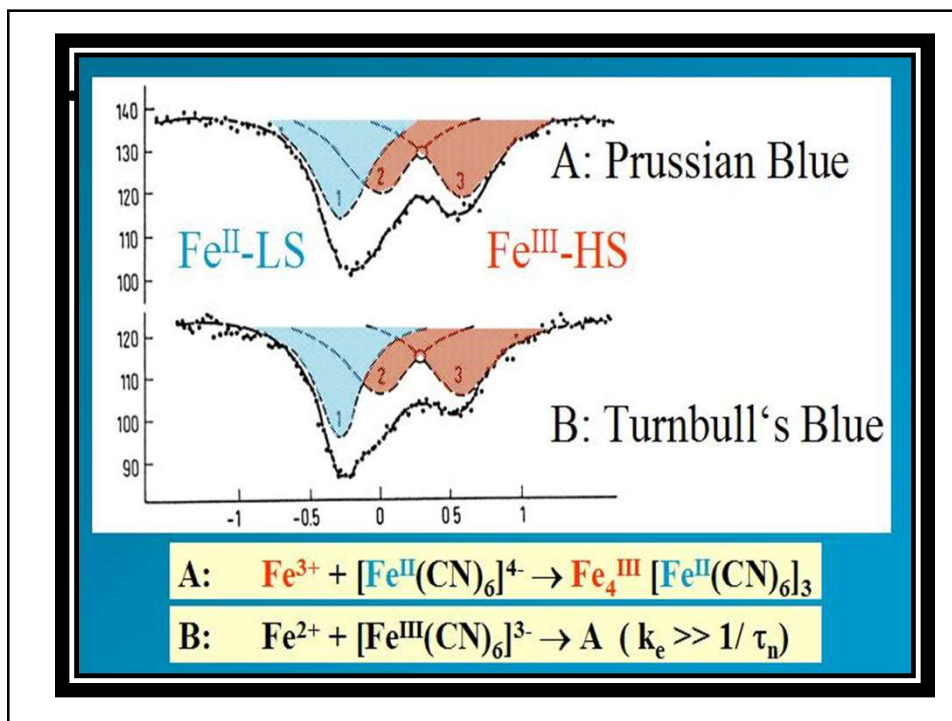 140
130
120
110
100
1
2
3
A: Prussian Blue
Fe^II-LS
Fe^III-HS
120
110
100
90
1
2
3
B: Turnbull‘s Blue
-1 -0.5 0 05 1
A: Fe³⁺ + [Fe^II(CN)₆]⁴⁻ → Fe₄^III [Fe^II(CN)₆]₃
B: Fe²⁺ + [Fe^III(CN)₆]³⁻ → A ( kₑ >> 1/ τₙ)